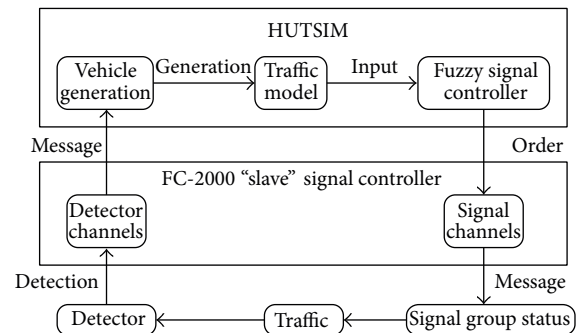 HUTSIM
Vehicle
generation
Generation
Traffic
model
Input
Fuzzy signal
controller
Message
Order
FC-2000 “slave” signal controller
Detector
channels
Signal
channels
Detection
Message
Detector
Traffic
Signal group status